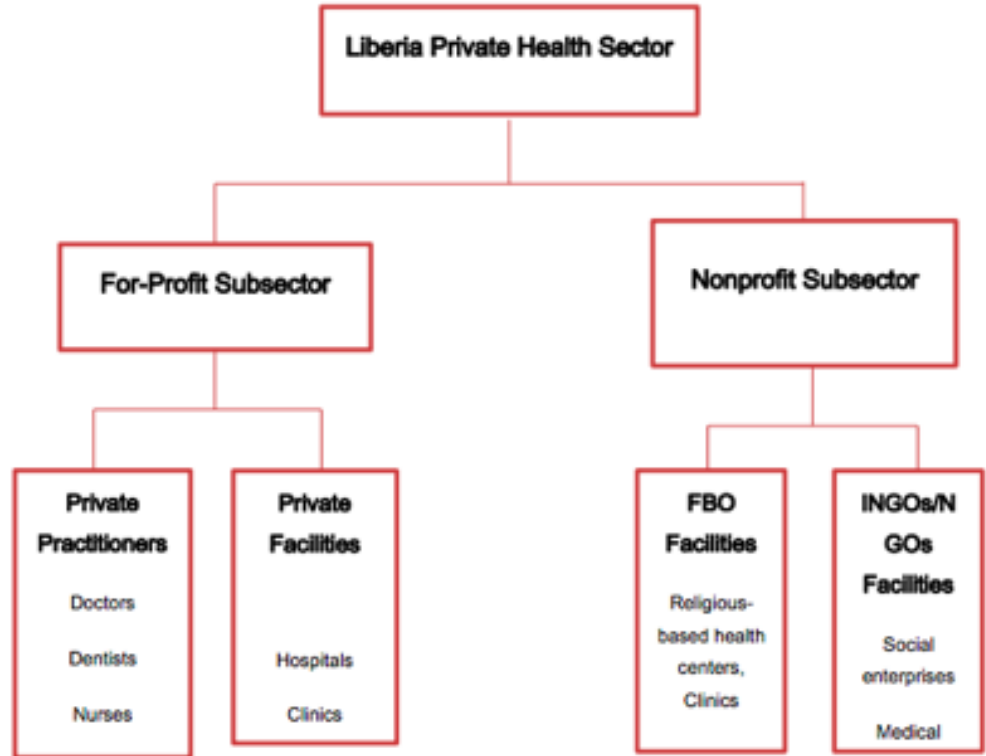 Liberia Private Health Sector
For-Profit Subsector
Nonprofit Subsector
Private
Practitioners
Doctors
Dentists
Nurses
Private
Facilities
Hospitals
Clinics
FBO
Facilities
Religious-
based health
centers,
Clinics
INGOs/N
GOs
Facilities
Social
enterprises
Medical